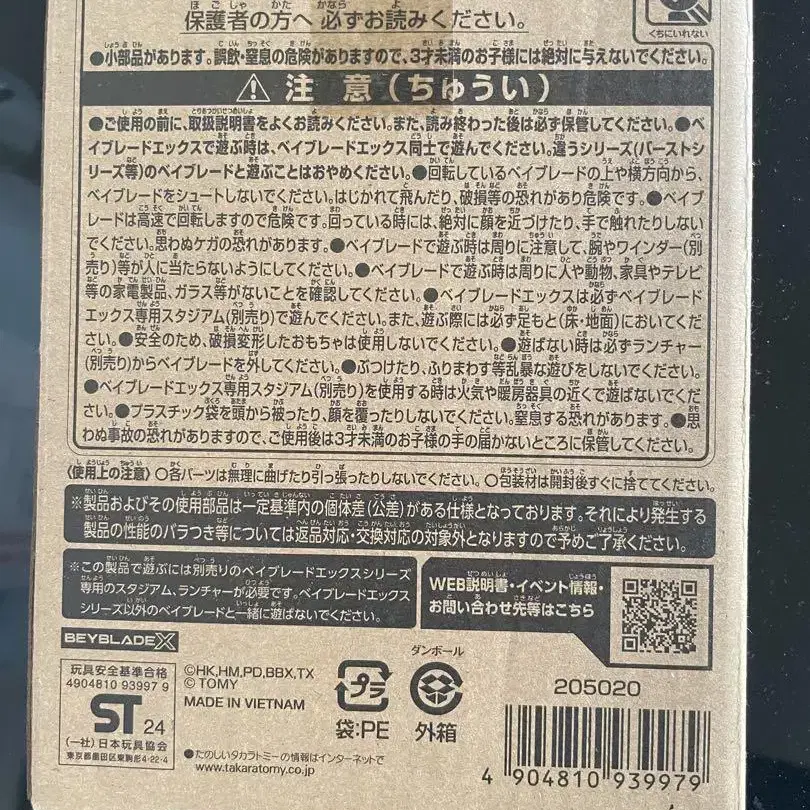 保護者の方へ 必ずお読みください。
くちにいれない
●小部品があります。誤飲・窒息の危険がありますので、3才未満のお子様には絶対に与えないでください。
注 意 (ちゅうい)
●ご使用の前に、取扱説明書をよくお読みください。また、読み終わった後は必ず保管してください。●ベ
イブレードエックスで遊ぶ時は、ベイブレードエックス同士で遊んでください。違うシリーズ(バーストシ
リーズ等)のベイブレードと遊ぶことはおやめください。●回転しているベイブレードの上や横方向から、
ベイブレードをシュートしないでください。はじかれて飛んだり、破損等の恐れがあり危険です。●ベイブ
レードは高速で回転しますので危険です。回っている時には、絶対に顔を近づけたり、手で触れたりしない
でください。思わぬケガの恐れがあります。●ベイブレードで遊ぶ時は周りに注意して、腕やワインダー(別
売り)等が人に当たらないようにしてください。●ベイブレードで遊ぶ時は周りに人や動物、家具やテレビ
等の家電製品、ガラス等がないことを確認してください。●ベイブレードエックスは必ずベイブレード
エックス専用スタジアム(別売り)で遊んでください。また、遊ぶ際には必ず足もと(床・地面)においてくだ
さい。●安全のため、破損変形したおもちゃは使用しないでください。●遊ばない時は必ずランチャー
(別売り)からベイブレードを外してください。●ぶつけたり、ふりまわす等乱暴な遊びをしないでください。
●ベイブレードエックス専用スタジアム(別売り)を使用する時は火気や暖房器具の近くで遊ばないでくだ
さい。●プラスチック袋を頭から被ったり、顔を覆ったりしないでください。窒息する恐れがあります。●思
わぬ事故の恐れがありますので、ご使用後は3才未満のお子様の手の届かないところに保管してください。
〈使用上の注意〉 ○各パーツは無理に曲げたり引っ張ったりしないでください。 ○包装材は開封後すぐに捨ててください。
※製品およびその使用部品は一定基準内の個体差(公差)がある仕様となっております。それにより発生する
製品の性能のバラつき等については返品対応・交換対応の対象外となりますので予めご了承ください。
※この製品で遊ぶには別売りのベイブレードエックスシリーズ
専用のスタジアム、ランチャーが必要です。ベイブレードエックス
シリーズ以外のベイブレードと一緒に遊ばないでください。
WEB説明書・イベント情報・
お問い合わせ先等はこちら
BEYBLADE X
玩具安全基準合格
4904810 93997 9
ST 24
(一社)日本玩具協会
東京都墨田区東駒形4-22-4
©HK,HM,PD,BBX,TX
© TOMY
MADE IN VIETNAM
プラ
袋:PE
ダンボール
外箱
●たのしいタカラトミーの情報はインターネットで
www.takaratomy.co.jp
205020
4 904810 939979